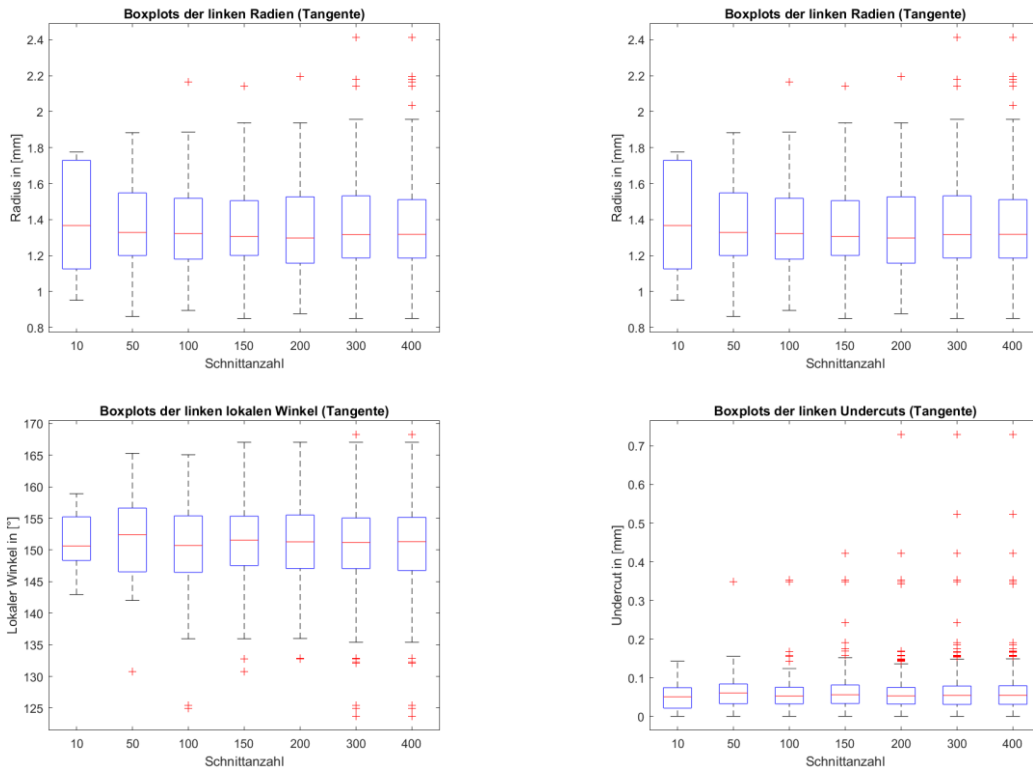 Boxplots der linken Radien (Tangente)
Radius in [mm]
2.4
2.2
2
1.8
1.6
1.4
1.2
1
0.8
10 50 100 150 200 300 400
Schnittanzahl
Boxplots der linken Radien (Tangente)
Radius in [mm]
2.4
2.2
2
1.8
1.6
1.4
1.2
1
0.8
10 50 100 150 200 300 400
Schnittanzahl
Boxplots der linken lokalen Winkel (Tangente)
Lokaler Winkel in [°]
170
165
160
155
150
145
140
135
130
125
10 50 100 150 200 300 400
Schnittanzahl
Boxplots der linken Undercuts (Tangente)
Undercut in [mm]
0.7
0.6
0.5
0.4
0.3
0.2
0.1
0
10 50 100 150 200 300 400
Schnittanzahl